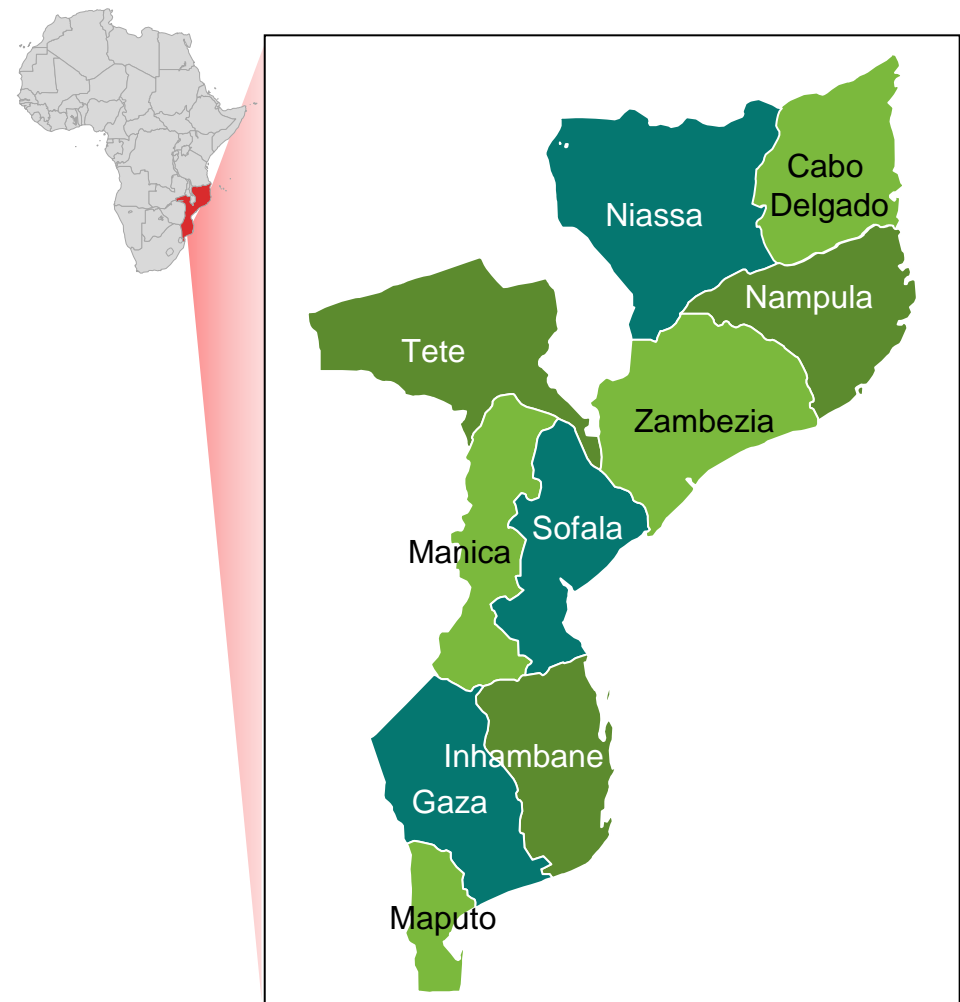 Cabo
Delgado
Niassa
Nampula
Tete
Zambezia
Sofala
Manica
Inhambane
Gaza
Maputo